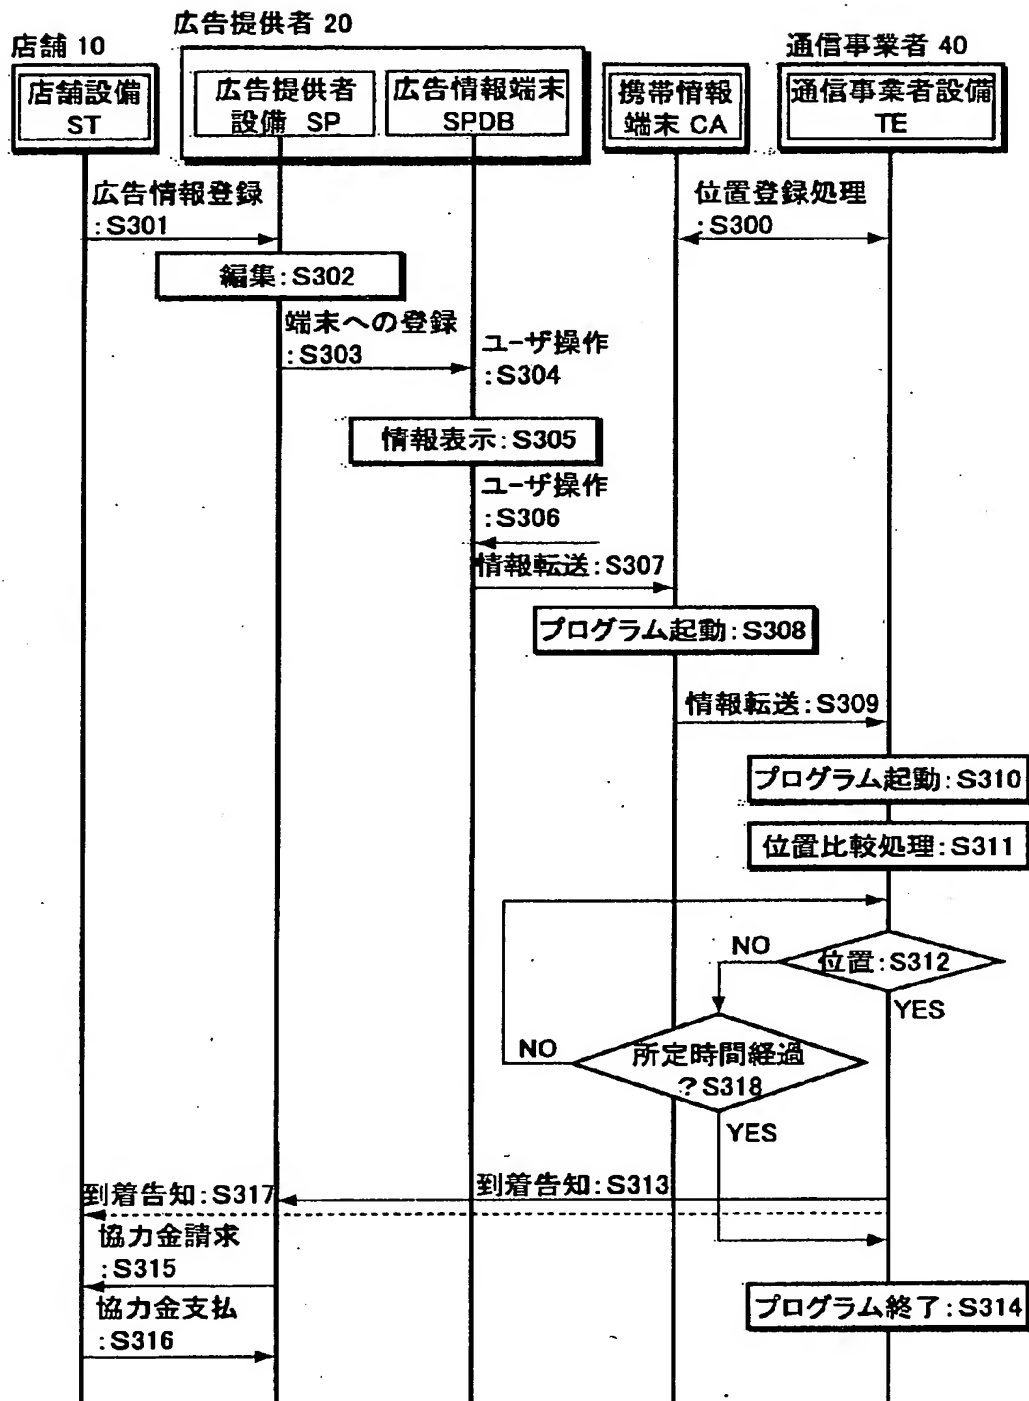 広告提供者 20
店舗 10
通信事業者 40
店舗設備
ST
広告提供者
設備 SP
広告情報端末
SPDB
携帯情報
端末 CA
通信事業者設備
TE
広告情報登録
:S301
位置登録処理
:S300
編集:S302
端末への登録
:S303
ユーザ操作
:S304
情報表示:S305
ユーザ操作
:S306
情報転送:S307
プログラム起動:S308
情報転送:S309
プログラム起動:S310
位置比較処理:S311
NO
位置:S312
YES
NO
所定時間経過
?S318
YES
到着告知:S313
到着告知:S317
協力金請求
:S315
協力金支払
:S316
プログラム終了:S314